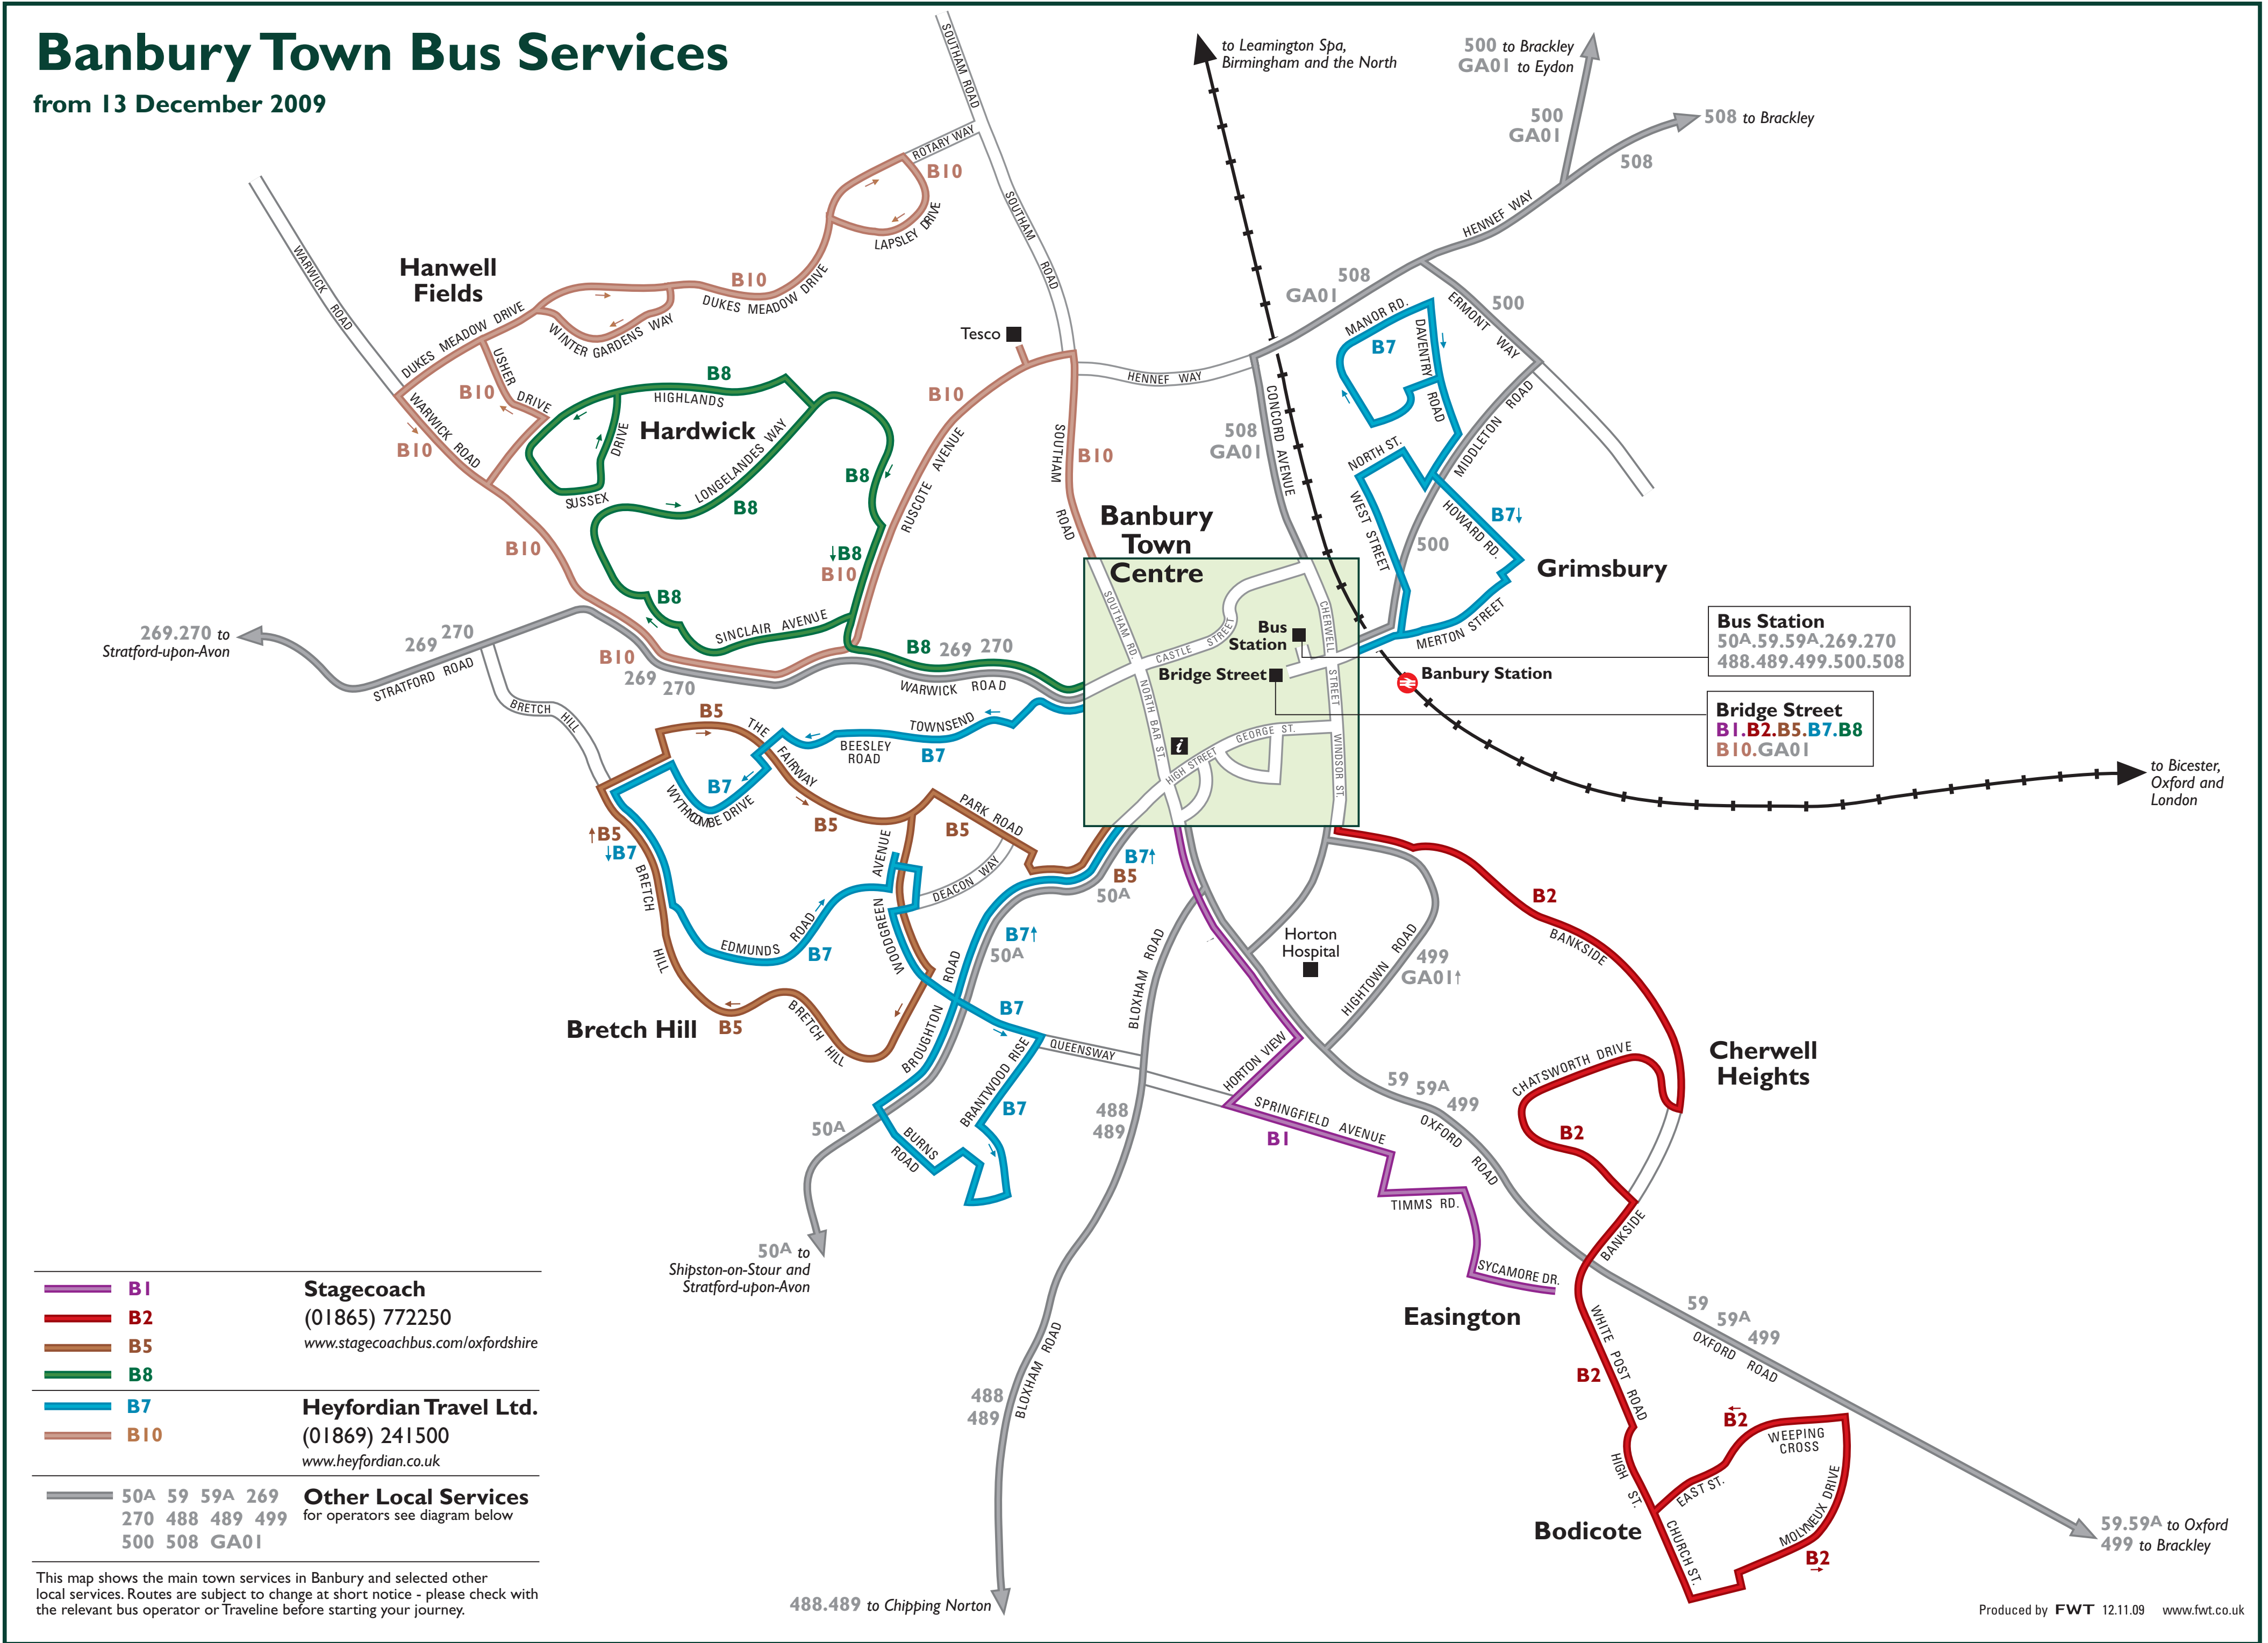 Banbury Town Bus Services
from 13 December 2009
SOUTHAM ROAD
to Leamington Spa,
Birmingham and the North
500 to Brackley
GA01 to Eydon
500
GA01
508 to Brackley
508
ROTARY WAY
B10
LAPSLEY DRIVE
SOUTHAM ROAD
HENNEF WAY
WARWICK ROAD
Hanwell
Fields
B10
DUKES MEADOW DRIVE
DUKES MEADOW DRIVE
WINTER GARDENS WAY
508
GA01
MANOR RD.
ERMONT WAY
500
B7
DAVENTRY ROAD
Tesco
HENNEF WAY
USHER DRIVE
B10
B8
HIGHLANDS
B10
WARWICK ROAD
B10
Hardwick
DRIVE
SUSSEX
LONGELANDES WAY
B8
B8
RUSCOTE AVENUE
SOUTHAM ROAD
B10
508
GA01
CONCORD AVENUE
MIDDLETON ROAD
NORTH ST.
WEST STREET
HOWARD RD.
B7↓
500
Grimsbury
MERTON STREET
Banbury
Town
Centre
B10
↓B8
B10
B8
SINCLAIR AVENUE
269.270 to
Stratford-upon-Avon
269 270
STRATFORD ROAD
B10
269 270
B8 269 270
WARWICK ROAD
SOUTHAM RD
CASTLE STREET
CHERWELL STREET
Bus
Station
Bridge Street
NORTH BAR ST.
i
HIGH STREET
GEORGE ST.
WINDSOR ST.
Banbury Station
Bus Station
50A.59.59A.269.270
488.489.499.500.508
Bridge Street
B1.B2.B5.B7.B8
B10.GA01
to Bicester,
Oxford and
London
BRETCH HILL
B5
THE FAIRWAY
TOWNSEND
BEESLEY
ROAD
B7
B7
WYTHCOMBE DRIVE
B5
PARK ROAD
B5
↑B5
↓B7
BRETCH HILL
WOODGREEN AVENUE
DEACON WAY
B7↑
B5
50A
EDMUNDS ROAD
B7
B7↑
50A
B2
BANKSIDE
Horton
Hospital
HIGHTOWN ROAD
499
GA01↑
BLOXHAM ROAD
Bretch Hill
B5
BRETCH HILL
BROUGHTON ROAD
B7
QUEENSWAY
BRANTWOOD RISE
B7
HORTON VIEW
SPRINGFIELD AVENUE
B1
59 59A 499
OXFORD ROAD
CHATSWORTH DRIVE
Cherwell
Heights
B2
BANKSIDE
50A
BURNS
ROAD
488
489
TIMMS RD.
SYCAMORE DR.
Easington
50A to
Shipston-on-Stour and
Stratford-upon-Avon
59 59A 499
OXFORD ROAD
WHITE POST ROAD
B2
BLOXHAM ROAD
488
489
B2
WEEPING
CROSS
HIGH ST.
EAST ST.
MOLYNEUX DRIVE
Bodicote
CHURCH ST.
B2
59.59A to Oxford
499 to Brackley
488.489 to Chipping Norton
B1
B2
B5
B8
Stagecoach
(01865) 772250
www.stagecoachbus.com/oxfordshire
B7
B10
Heyfordian Travel Ltd.
(01869) 241500
www.heyfordian.co.uk
50A 59 59A 269
270 488 489 499
500 508 GA01
Other Local Services
for operators see diagram below
This map shows the main town services in Banbury and selected other
local services. Routes are subject to change at short notice - please check with
the relevant bus operator or Traveline before starting your journey.
Produced by FWT 12.11.09 www.fwt.co.uk